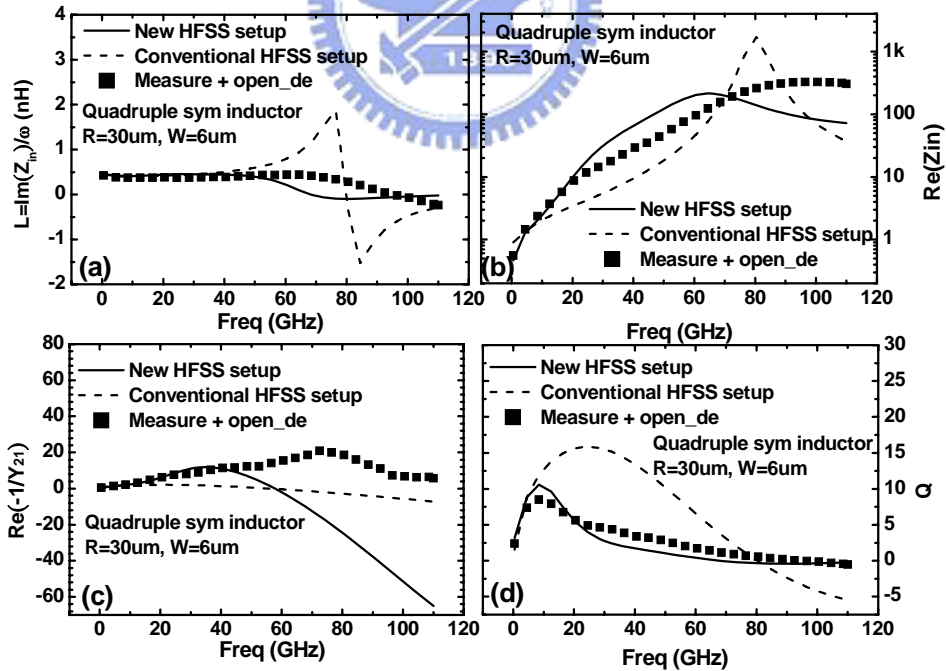 4
3
2
1
0
-1
-2
0 20 40 60 80 100 120
Freq (GHz)
L=Im(Z_in)/ω (nH)
New HFSS setup
Conventional HFSS setup
Measure + open_de
Quadruple sym inductor
R=30um, W=6um
(a)
Quadruple sym inductor
R=30um, W=6um
1k
100
10
1
Re(Zin)
New HFSS setup
Conventional HFSS setup
Measure + open_de
(b)
0 20 40 60 80 100 120
Freq (GHz)
80
60
40
20
0
-20
-40
-60
Re(-1/Y21)
New HFSS setup
Conventional HFSS setup
Measure + open_de
Quadruple sym inductor
R=30um, W=6um
(c)
0 20 40 60 80 100 120
Freq (GHz)
New HFSS setup
Conventional HFSS setup
Measure + open_de
Quadruple sym inductor
R=30um, W=6um
30
25
20
15
10
5
0
-5
Q
(d)
0 20 40 60 80 100 120
Freq (GHz)